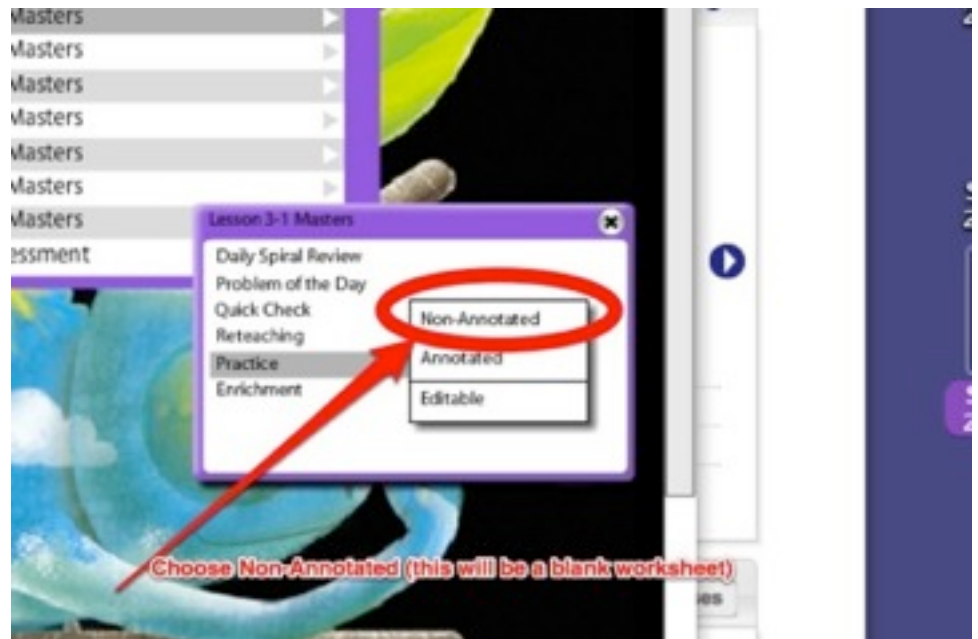 Masters
Masters
Masters
Masters
Masters
Masters
Masters
Lesson 3-1 Masters
Daily Spiral Review
Problem of the Day
Quick Check
Reteaching
Practice
Enrichment
Non-Annotated
Annotated
Editable
Choose Non-Annotated (this will be a blank worksheet)